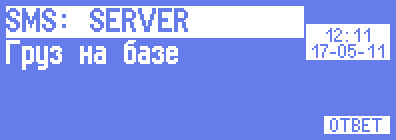 SMS: SERVER
12:11
17-05-11
Груз на базе
ОТВЕТ